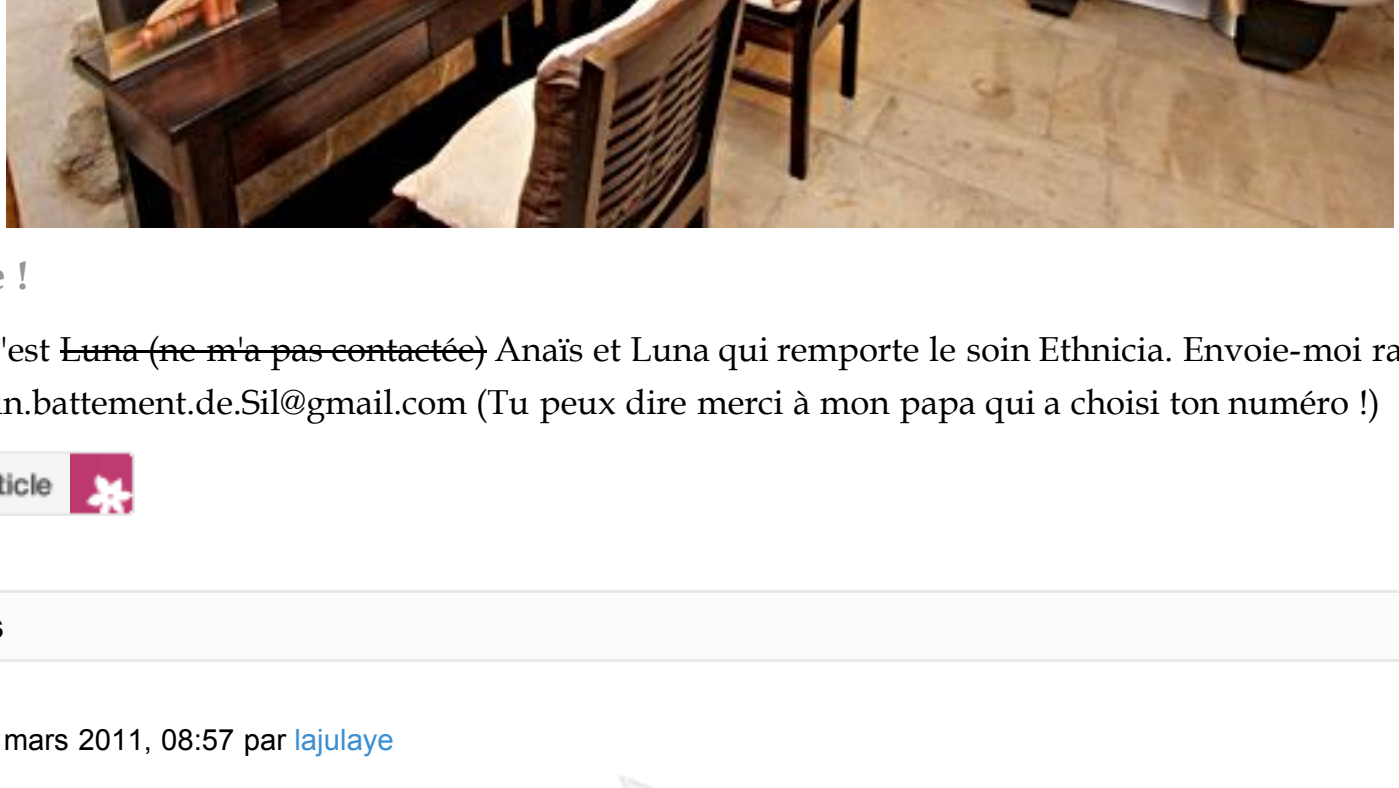 e !
'est Luna (ne m'a pas contactée) Anaïs et Luna qui remporte le soin Ethnicia. Envoie-moi ra
n.battement.de.Sil@gmail.com (Tu peux dire merci à mon papa qui a choisi ton numéro !)
ticle
s
mars 2011, 08:57 par lajulaye